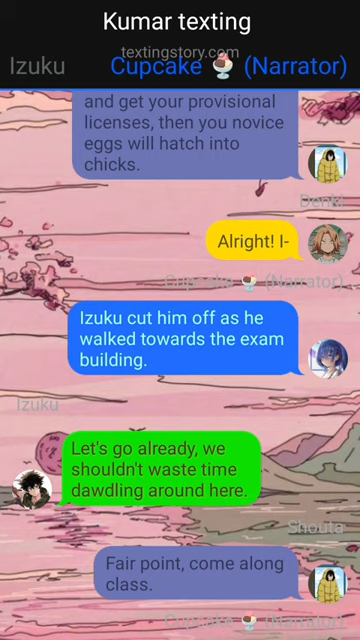 Kumar texting
textingstory.com
Izuku
Cupcake 🍨 (Narrator)
and get your provisional
licenses, then you novice
eggs will hatch into
chicks.
Denki
Alright! I-
Cupcake 🍨 (Narrator)
Izuku cut him off as he
walked towards the exam
building.
Izuku
Let's go already, we
shouldn't waste time
dawdling around here.
Shouta
Fair point, come along
class.
Cupcake 🍨 (Narrator)